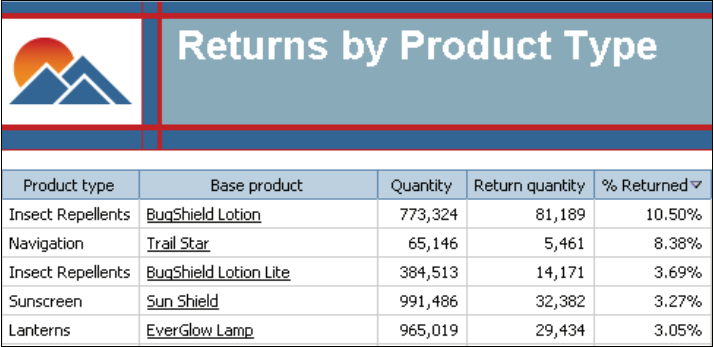 Returns by Product Type
Product type Base product Quantity Return quantity % Returned
Insect Repellents BugShield Lotion 773,324 81,189 10.50%
Navigation Trail Star 65,146 5,461 8.38%
Insect Repellents BugShield Lotion Lite 384,513 14,171 3.69%
Sunscreen Sun Shield 991,486 32,382 3.27%
Lanterns EverGlow Lamp 965,019 29,434 3.05%